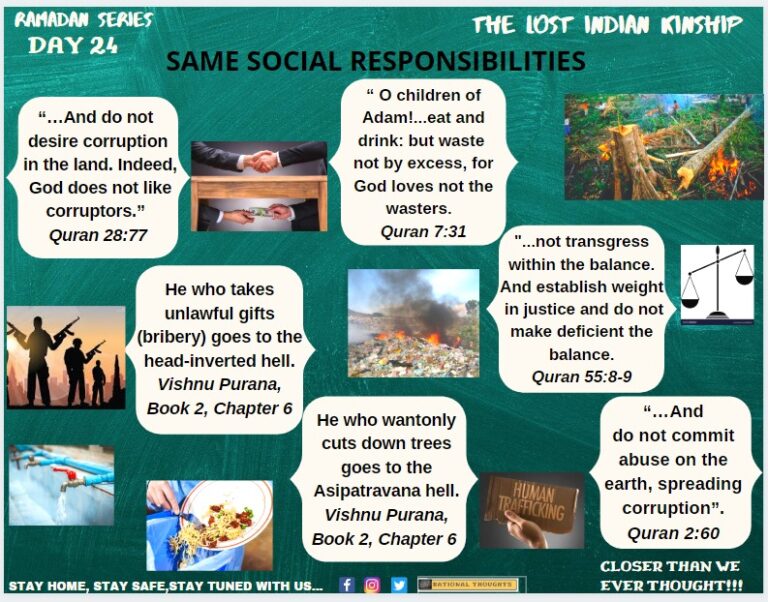 RAMADAN SERIES
DAY 24
THE LOST INDIAN KINSHIP
SAME SOCIAL RESPONSIBILITIES
“…And do not
desire corruption
in the land. Indeed,
God does not like
corruptors.”
Quran 28:77
“ O children of
Adam!...eat and
drink: but waste
not by excess, for
God loves not the
wasters.
Quran 7:31
"...not transgress
within the balance.
And establish weight
in justice and do not
make deficient the
balance.
Quran 55:8-9
He who takes
unlawful gifts
(bribery) goes to the
head-inverted hell.
Vishnu Purana,
Book 2, Chapter 6
He who wantonly
cuts down trees
goes to the
Asipatravana hell.
Vishnu Purana,
Book 2, Chapter 6
HUMAN
TRAFFICKING
“…And
do not commit
abuse on the
earth, spreading
corruption”.
Quran 2:60
STAY HOME, STAY SAFE,STAY TUNED WITH US...
RATIONAL THOUGHTS
CLOSER THAN WE
EVER THOUGHT!!!